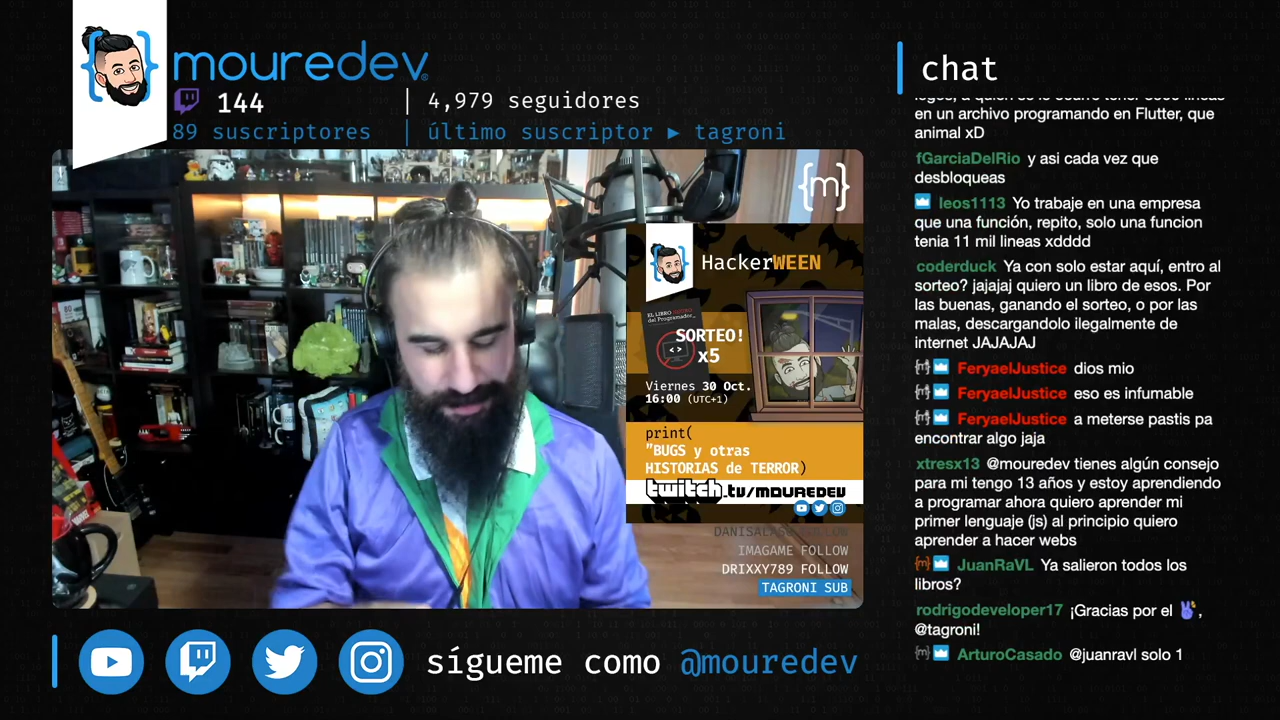 mouredev
144 | 4,979 seguidores
89 suscriptores | último suscriptor ▶ tagroni
{m}
HackerWEEN
EL LIBRO NEGRO
del Programador_
SORTEO!
x5
Viernes 30 Oct.
16:00 (UTC+1)
print(
"BUGS y otras
HISTORIAS de TERROR)
twitch.tv/mouredev
IMAGAME FOLLOW
DRIXXY789 FOLLOW
TAGRONI SUB
sígueme como @mouredev
chat
en un archivo programando en Flutter, que
animal xD
fGarciaDelRio y asi cada vez que
desbloqueas
leos1113 Yo trabaje en una empresa
que una función, repito, solo una funcion
tenia 11 mil lineas xdddd
coderduck Ya con solo estar aquí, entro al
sorteo? jajajaj quiero un libro de esos. Por
las buenas, ganando el sorteo, o por las
malas, descargandolo ilegalmente de
internet JAJAJAJ
FeryaelJustice dios mio
FeryaelJustice eso es infumable
FeryaelJustice a meterse pastis pa
encontrar algo jaja
xtresx13 @mouredev tienes algún consejo
para mi tengo 13 años y estoy aprendiendo
a programar ahora quiero aprender mi
primer lenguaje (js) al principio quiero
aprender a hacer webs
JuanRaVL Ya salieron todos los
libros?
rodrigodeveloper17 ¡Gracias por el ,
@tagroni!
ArturoCasado @juanravl solo 1